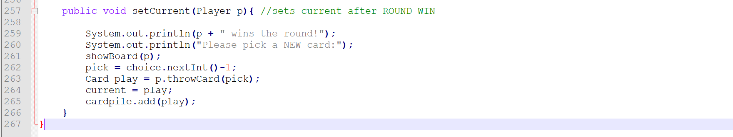 257 public void setCurrent(Player p){ //sets current after ROUND WIN
258
259 System.out.println(p + " wins the round!");
260 System.out.println("Please pick a NEW card:");
261 showBoard(p);
262 pick = choice.nextInt()-1;
263 Card play = p.throwCard(pick);
264 current = play;
265 cardpile.add(play);
266 }
267 }